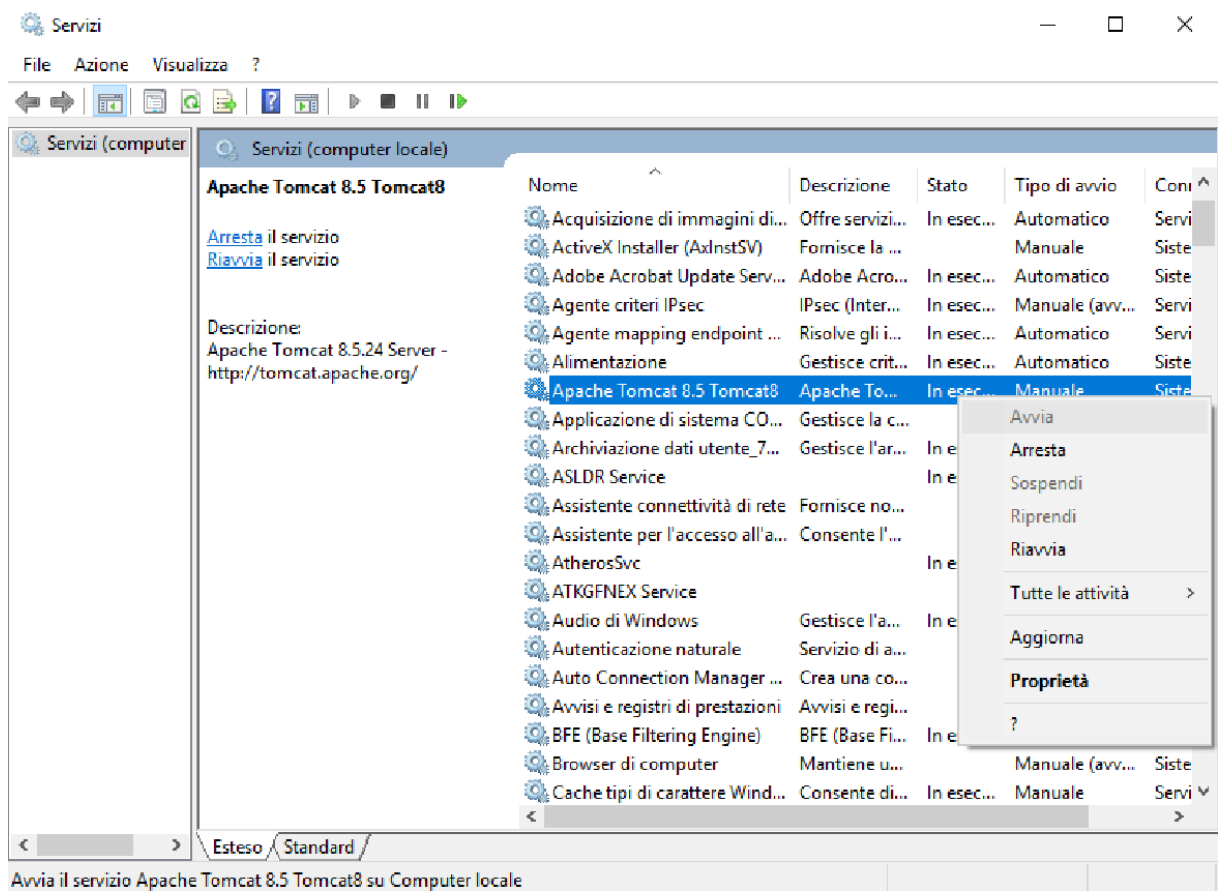 Servizi
File Azione Visualizza ?
Servizi (computer
Servizi (computer locale)
Apache Tomcat 8.5 Tomcat8
Arresta il servizio
Riavvia il servizio
Descrizione:
Apache Tomcat 8.5.24 Server -
http://tomcat.apache.org/
Nome Descrizione Stato Tipo di avvio Conn
Acquisizione di immagini di... Offre servizi... In esec... Automatico Servi
ActiveX Installer (AxInstSV) Fornisce la ... Manuale Siste
Adobe Acrobat Update Serv... Adobe Acro... In esec... Automatico Siste
Agente criteri IPsec IPsec (Inter... In esec... Manuale (avv... Servi
Agente mapping endpoint ... Risolve gli i... In esec... Automatico Servi
Alimentazione Gestisce crit... In esec... Automatico Siste
Apache Tomcat 8.5 Tomcat8 Apache To... In esec... Manuale Siste
Applicazione di sistema CO... Gestisce la c...
Archiviazione dati utente_7... Gestisce l'ar... In e
ASLDR Service In e
Assistente connettività di rete Fornisce no...
Assistente per l'accesso all'a... Consente l'...
AtherosSvc In e
ATKGFNEX Service
Audio di Windows Gestisce l'a... In e
Autenticazione naturale Servizio di a...
Auto Connection Manager ... Crea una co...
Avvisi e registri di prestazioni Avvisi e regi...
BFE (Base Filtering Engine) BFE (Base Fi... In e
Browser di computer Mantiene u... Manuale (avv... Siste
Cache tipi di carattere Wind... Consente di... In esec... Manuale Servi
Avvia
Arresta
Sospendi
Riprendi
Riavvia
Tutte le attività
Aggiorna
Proprietà
?
Esteso Standard
Avvia il servizio Apache Tomcat 8.5 Tomcat8 su Computer locale